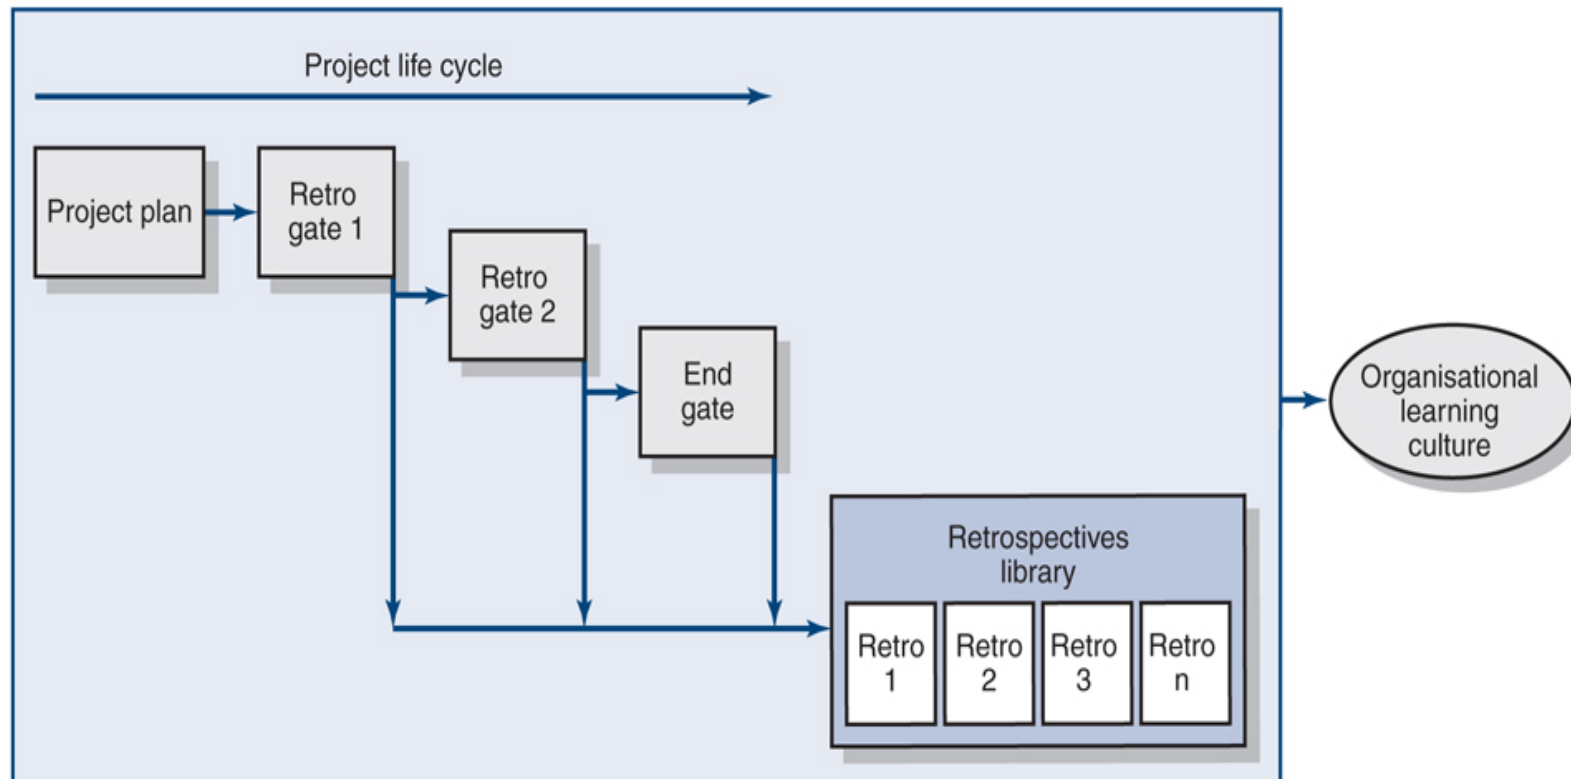 Project life cycle
Project plan
Retro
gate 1
Retro
gate 2
End
gate
Organisational
learning
culture
Retrospectives
library
Retro
1
Retro
2
Retro
3
Retro
n